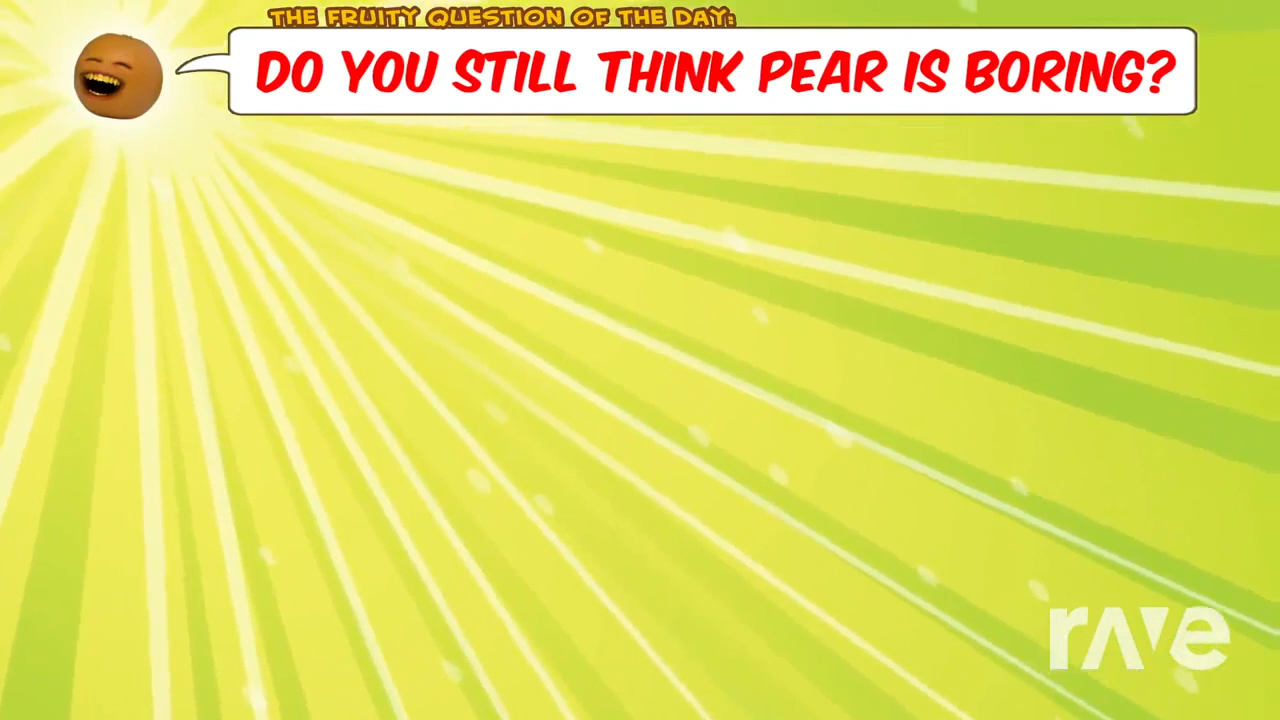 THE FRUITY QUESTION OF THE DAY:
DO YOU STILL THINK PEAR IS BORING?
rave